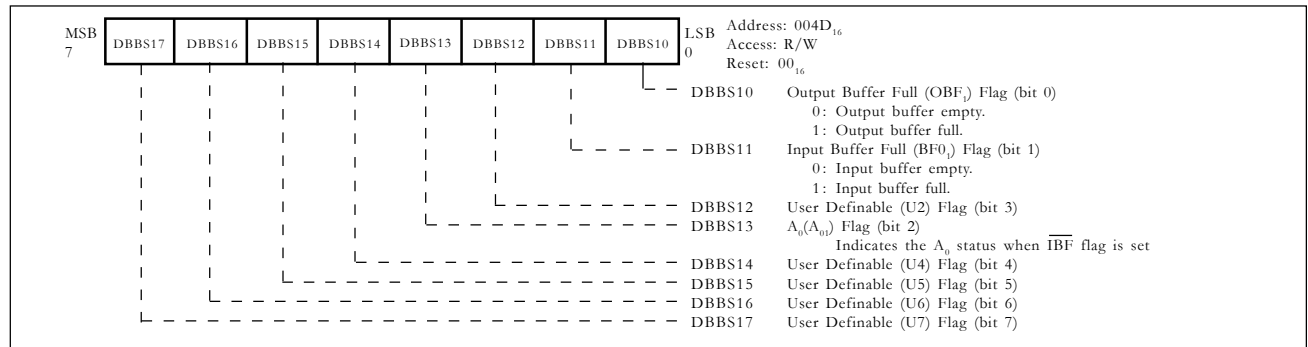 MSB
7
DBBS17 DBBS16 DBBS15 DBBS14 DBBS13 DBBS12 DBBS11 DBBS10
LSB
0
Address: 004D₁₆
Access: R/W
Reset: 00₁₆
DBBS10 Output Buffer Full (OBF₁) Flag (bit 0)
0: Output buffer empty.
1: Output buffer full.
DBBS11 Input Buffer Full (BF0₁) Flag (bit 1)
0: Input buffer empty.
1: Input buffer full.
DBBS12 User Definable (U2) Flag (bit 3)
DBBS13 A₀(A₀₁) Flag (bit 2)
Indicates the A₀ status when I̅B̅F̅ flag is set
DBBS14 User Definable (U4) Flag (bit 4)
DBBS15 User Definable (U5) Flag (bit 5)
DBBS16 User Definable (U6) Flag (bit 6)
DBBS17 User Definable (U7) Flag (bit 7)